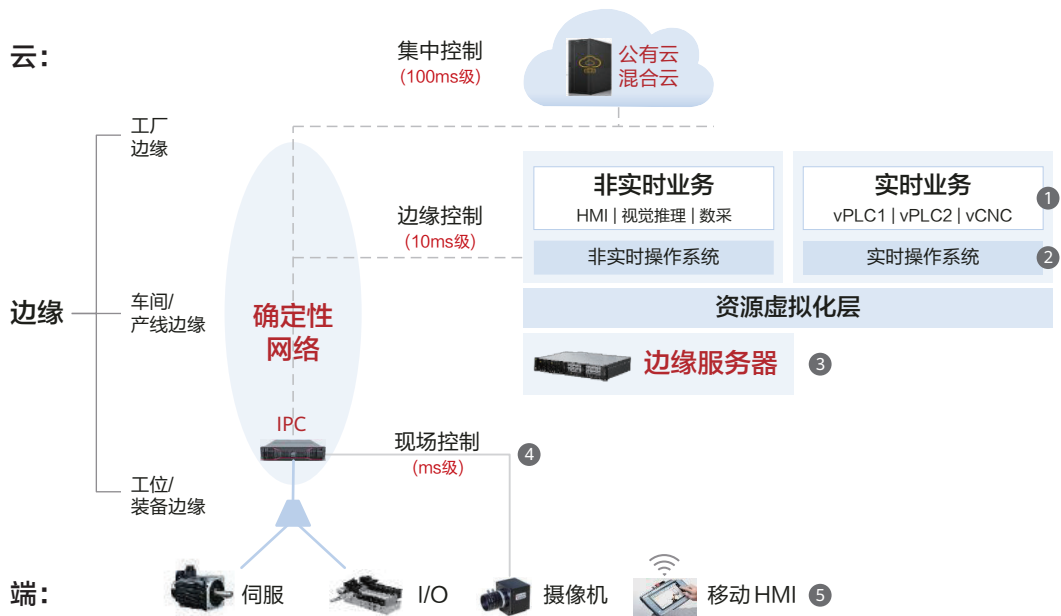 云：
集中控制
(100ms级)
公有云
混合云
工厂
边缘
非实时业务
HMI | 视觉推理 | 数采
非实时操作系统
实时业务
vPLC1 | vPLC2 | vCNC
1
实时操作系统
2
边缘控制
(10ms级)
边缘
车间/
产线边缘
确定性
网络
资源虚拟化层
边缘服务器
3
IPC
现场控制
(ms级)
4
工位/
装备边缘
端：
伺服
I/O
摄像机
移动 HMI
5